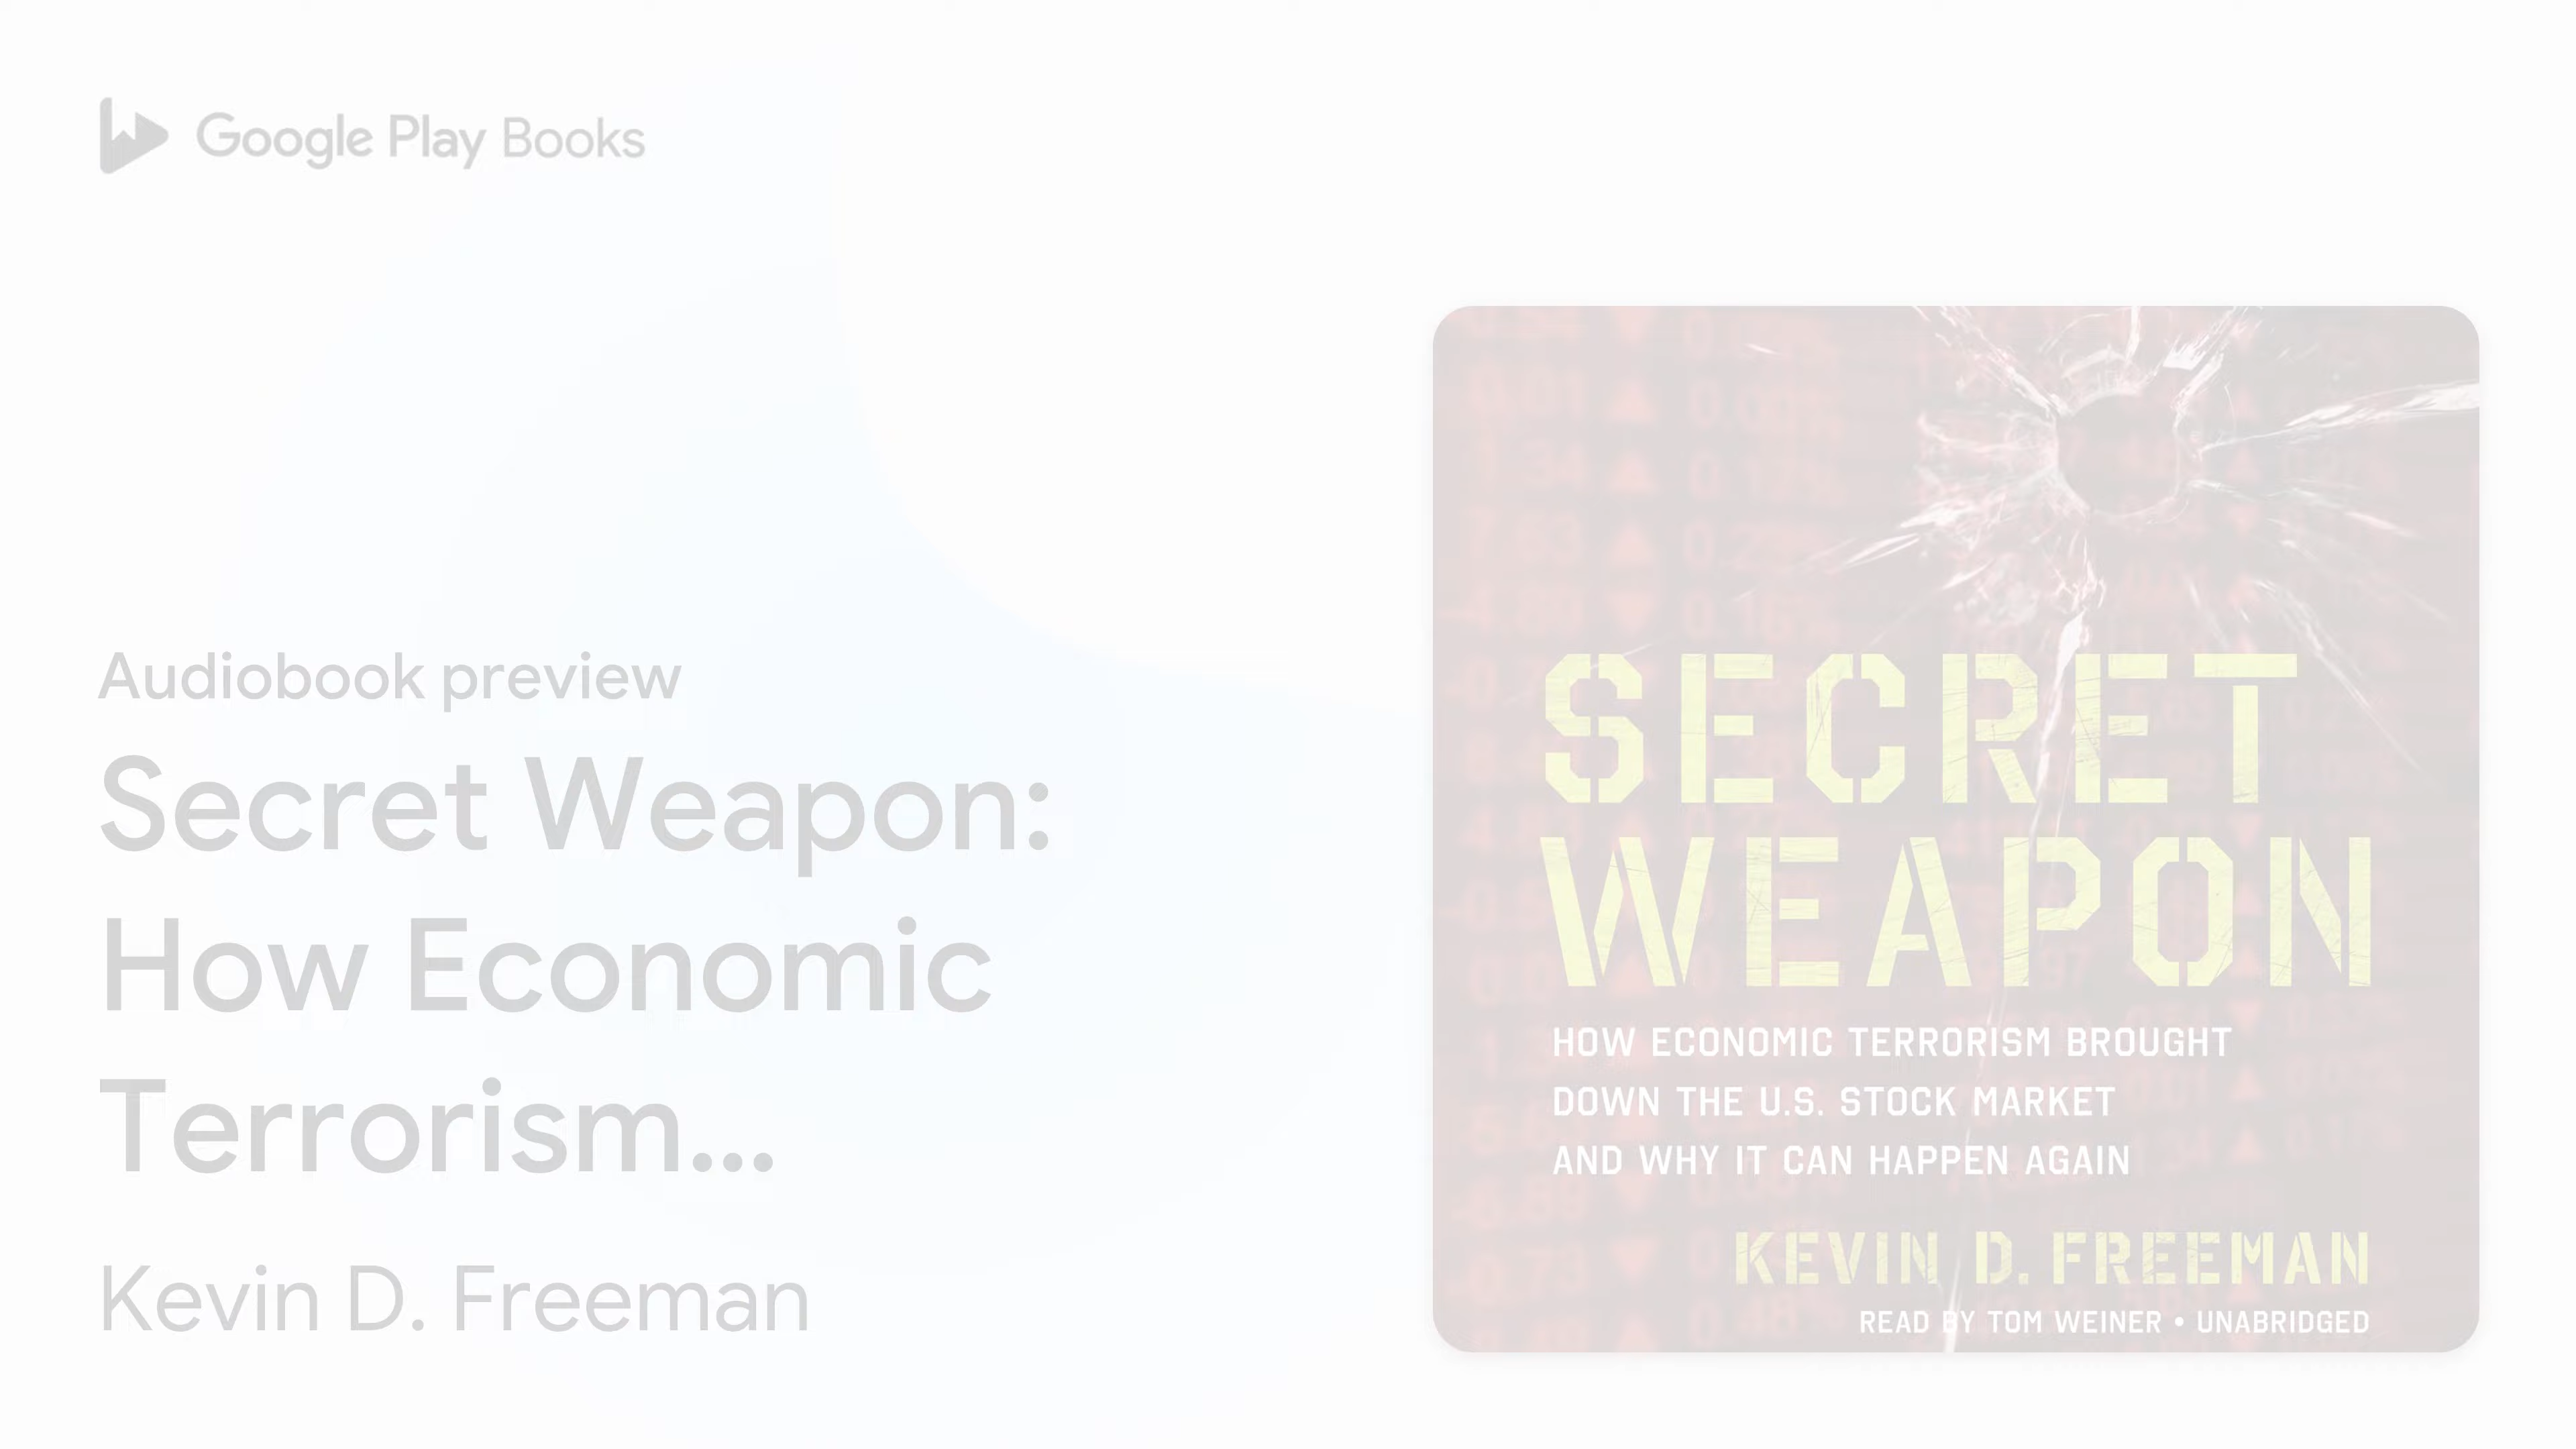 Google Play Books
Audiobook preview
Secret Weapon:
How Economic
Terrorism...
Kevin D. Freeman
SECRET
WEAPON
HOW ECONOMIC TERRORISM BROUGHT
DOWN THE U.S. STOCK MARKET
AND WHY IT CAN HAPPEN AGAIN
KEVIN D. FREEMAN
READ BY TOM WEINER • UNABRIDGED